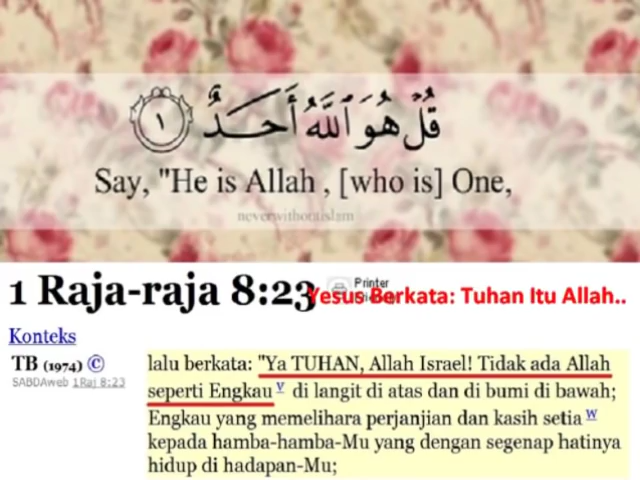 قُلْ هُوَ ٱللَّهُ أَحَدٌ ١
Say, "He is Allah , [who is] One,
neverwithoutislam
1 Raja-raja 8:23
Printer
Yesus Berkata: Tuhan Itu Allah..
Konteks
TB (1974) ©
SABDAweb 1Raj 8:23
lalu berkata: "Ya TUHAN, Allah Israel! Tidak ada Allah
seperti Engkau v di langit di atas dan di bumi di bawah;
Engkau yang memelihara perjanjian dan kasih setia w
kepada hamba-hamba-Mu yang dengan segenap hatinya
hidup di hadapan-Mu;